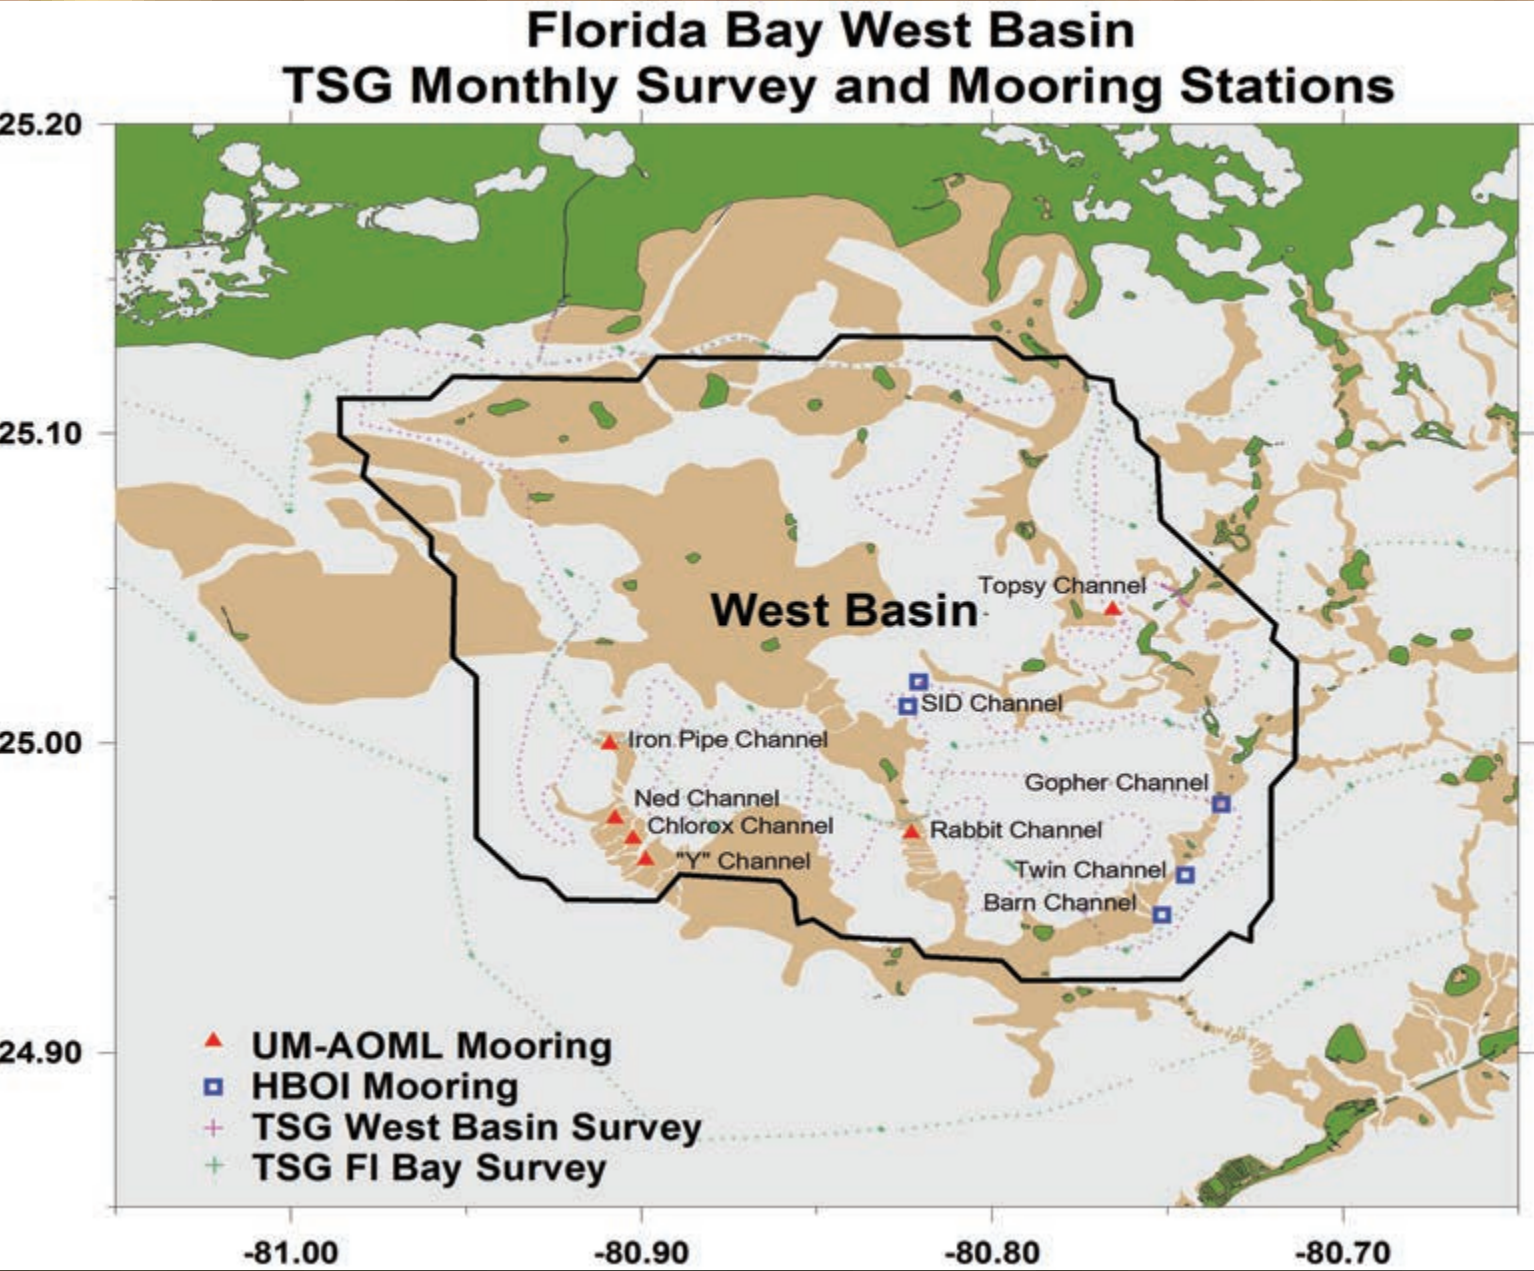 Florida Bay West Basin
TSG Monthly Survey and Mooring Stations
25.20
25.10
Topsy Channel
West Basin
SID Channel
25.00
Iron Pipe Channel
Gopher Channel
Ned Channel
Chlorox Channel
Rabbit Channel
"Y" Channel
Twin Channel
Barn Channel
24.90
UM-AOML Mooring
HBOI Mooring
TSG West Basin Survey
TSG Fl Bay Survey
-81.00
-80.90
-80.80
-80.70